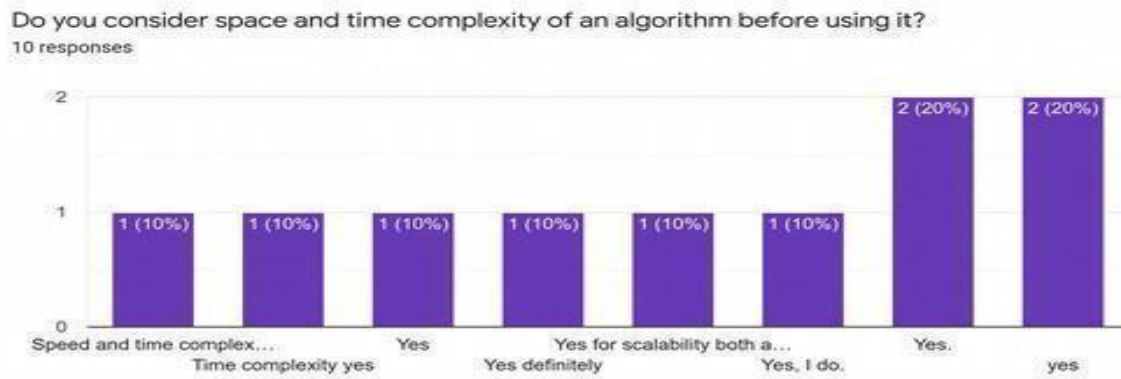 Do you consider space and time complexity of an algorithm before using it?
10 responses
2
1
0
1 (10%)
1 (10%)
1 (10%)
1 (10%)
1 (10%)
1 (10%)
2 (20%)
2 (20%)
Speed and time complex...
Time complexity yes
Yes
Yes definitely
Yes for scalability both a...
Yes, I do.
Yes.
yes